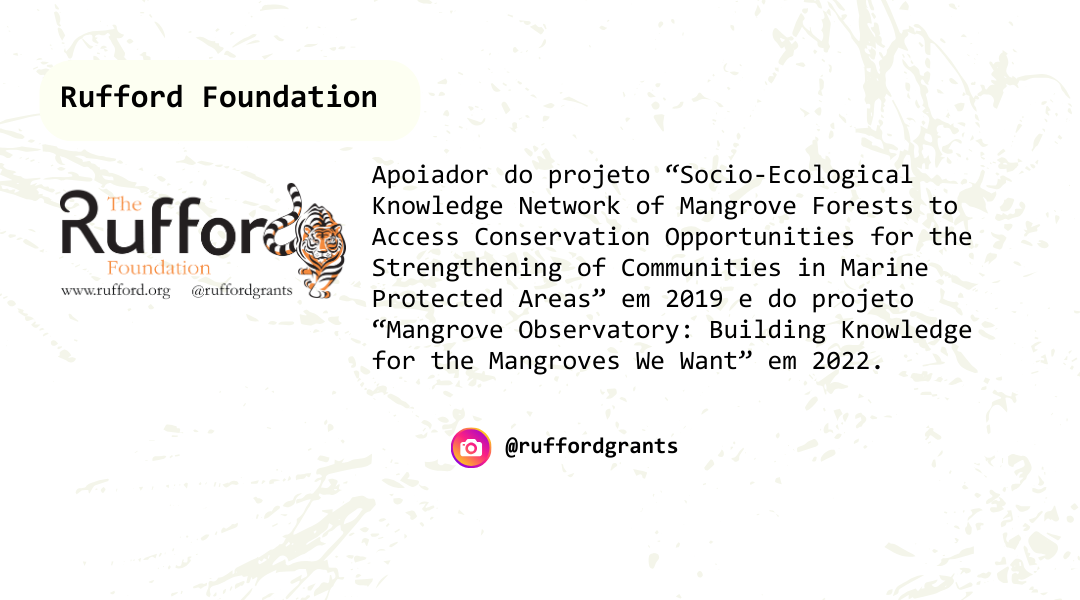 Rufford Foundation
The
Rufford
Foundation
www.rufford.org @ruffordgrants
Apoiador do projeto “Socio-Ecological
Knowledge Network of Mangrove Forests to
Access Conservation Opportunities for the
Strengthening of Communities in Marine
Protected Areas” em 2019 e do projeto
“Mangrove Observatory: Building Knowledge
for the Mangroves We Want” em 2022.
@ruffordgrants